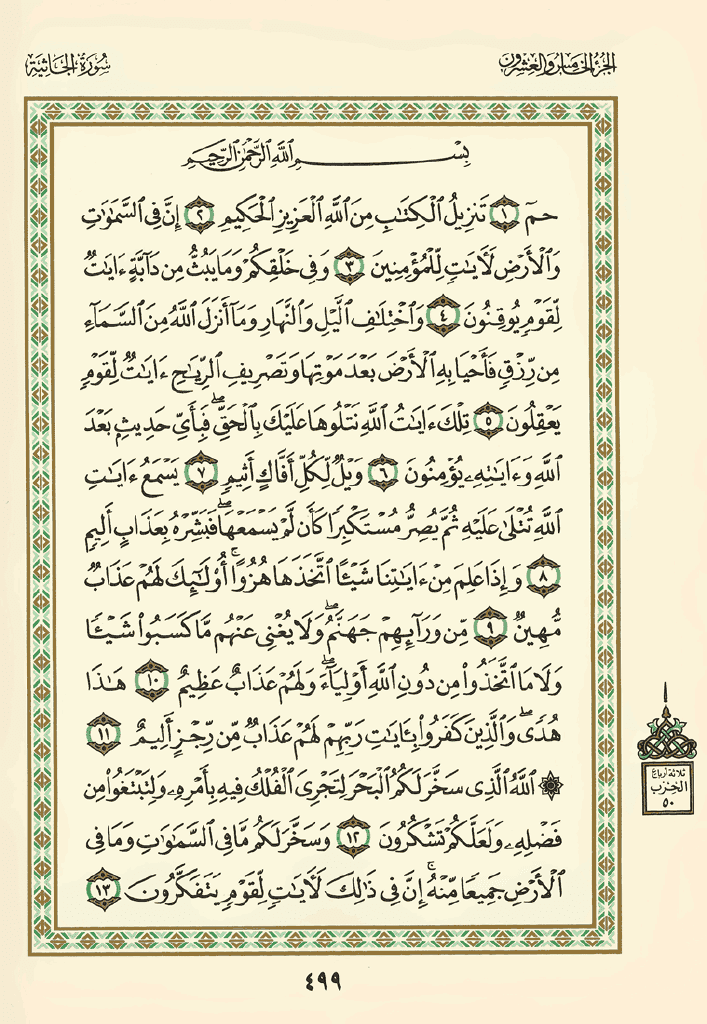 الجزء الخامس والعشرون
سورة الجاثية
بِسْمِ ٱللَّهِ ٱلرَّحْمَٰنِ ٱلرَّحِيمِ
حمٓ ١ تَنزِيلُ ٱلْكِتَٰبِ مِنَ ٱللَّهِ ٱلْعَزِيزِ ٱلْحَكِيمِ ٢ إِنَّ فِى ٱلسَّمَٰوَٰتِ
وَٱلْأَرْضِ لَءَايَٰتٍ لِّلْمُؤْمِنِينَ ٣ وَفِى خَلْقِكُمْ وَمَا يَبُثُّ مِن دَآبَّةٍ ءَايَٰتٌ
لِّقَوْمٍ يُوقِنُونَ ٤ وَٱخْتِلَٰفِ ٱلَّيْلِ وَٱلنَّهَارِ وَمَآ أَنزَلَ ٱللَّهُ مِنَ ٱلسَّمَآءِ
مِن رِّزْقٍ فَأَحْيَا بِهِ ٱلْأَرْضَ بَعْدَ مَوْتِهَا وَتَصْرِيفِ ٱلرِّيَٰحِ ءَايَٰتٌ لِّقَوْمٍ
يَعْقِلُونَ ٥ تِلْكَ ءَايَٰتُ ٱللَّهِ نَتْلُوهَا عَلَيْكَ بِٱلْحَقِّ ۖ فَبِأَىِّ حَدِيثٍۭ بَعْدَ
ٱللَّهِ وَءَايَٰتِهِۦ يُؤْمِنُونَ ٦ وَيْلٌ لِّكُلِّ أَفَّاكٍ أَثِيمٍ ٧ يَسْمَعُ ءَايَٰتِ
ٱللَّهِ تُتْلَىٰ عَلَيْهِ ثُمَّ يُصِرُّ مُسْتَكْبِرًا كَأَن لَّمْ يَسْمَعْهَا ۖ فَبَشِّرْهُ بِعَذَابٍ أَلِيمٍ
٨ وَإِذَا عَلِمَ مِنْ ءَايَٰتِنَا شَيْـًٔا ٱتَّخَذَهَا هُزُوًا ۚ أُو۟لَٰٓئِكَ لَهُمْ عَذَابٌ
مُّهِينٌ ٩ مِّن وَرَآئِهِمْ جَهَنَّمُ ۖ وَلَا يُغْنِى عَنْهُم مَّا كَسَبُوا۟ شَيْـًٔا
وَلَا مَا ٱتَّخَذُوا۟ مِن دُونِ ٱللَّهِ أَوْلِيَآءَ ۖ وَلَهُمْ عَذَابٌ عَظِيمٌ ١٠ هَٰذَا
هُدًى ۖ وَٱلَّذِينَ كَفَرُوا۟ بِـَٔايَٰتِ رَبِّهِمْ لَهُمْ عَذَابٌ مِّن رِّجْزٍ أَلِيمٌ ١١
۞ ٱللَّهُ ٱلَّذِى سَخَّرَ لَكُمُ ٱلْبَحْرَ لِتَجْرِىَ ٱلْفُلْكُ فِيهِ بِأَمْرِهِۦ وَلِتَبْتَغُوا۟ مِن
فَضْلِهِۦ وَلَعَلَّكُمْ تَشْكُرُونَ ١٢ وَسَخَّرَ لَكُم مَّا فِى ٱلسَّمَٰوَٰتِ وَمَا فِى
ٱلْأَرْضِ جَمِيعًا مِّنْهُ ۚ إِنَّ فِى ذَٰلِكَ لَءَايَٰتٍ لِّقَوْمٍ يَتَفَكَّرُونَ ١٣
ثلاثة أرباع
الحزب
٥٠
٤٩٩